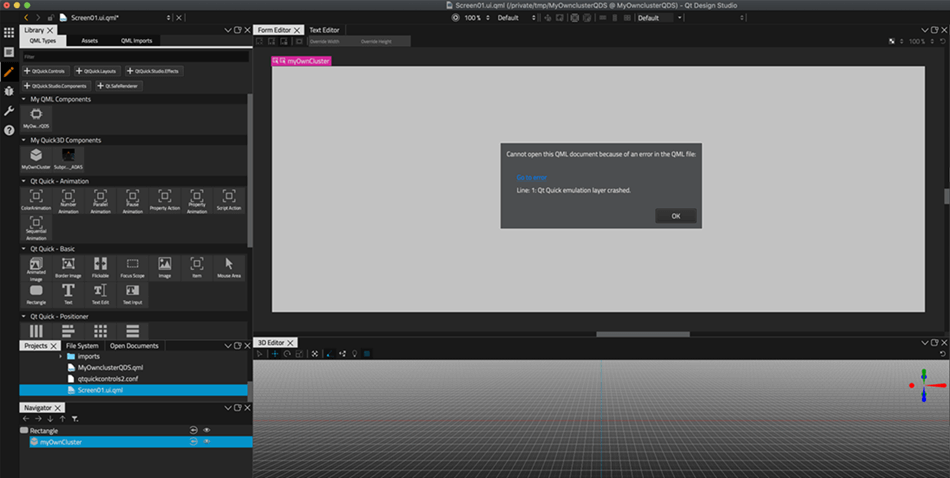 Screen01.ui.qml (/private/tmp/MyOwnclusterQDS @ MyOwnclusterQDS) - Qt Design Studio
Screen01.ui.qml*
100 %
Default
Default
Library
Form Editor
Text Editor
QML Types
Assets
QML Imports
Override Width
Override Height
100 %
Filter
myOwnCluster
+ QtQuick.Controls
+ QtQuick.Layouts
+ QtQuick.Studio.Effects
+ QtQuick.Studio.Components
+ Qt.SafeRenderer
My QML Components
MyOw...rQDS
My Quick3D Components
MyOwnCluster
Subpr..._ADAS
Qt Quick - Animation
ColorAnimation
Number Animation
Parallel Animation
Pause Animation
Property Action
Property Animation
Script Action
Sequential Animation
Qt Quick - Basic
Animated Image
Border Image
Flickable
Focus Scope
Image
Item
Mouse Area
Rectangle
Text
Text Edit
Text Input
Qt Quick - Positioner
Cannot open this QML document because of an error in the QML file:
Go to error
Line: 1: Qt Quick emulation layer crashed.
OK
Projects
File System
Open Documents
imports
MyOwnclusterQDS.qml
qtquickcontrols2.conf
Screen01.ui.qml
3D Editor
Navigator
Rectangle
myOwnCluster